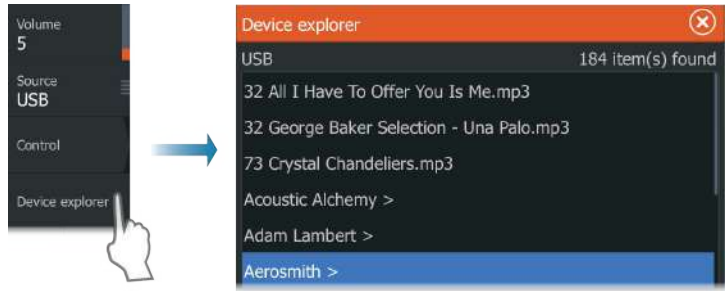 Volume
5
Source
USB
Control
Device explorer
Device explorer
USB 184 item(s) found
32 All I Have To Offer You Is Me.mp3
32 George Baker Selection - Una Palo.mp3
73 Crystal Chandeliers.mp3
Acoustic Alchemy >
Adam Lambert >
Aerosmith >